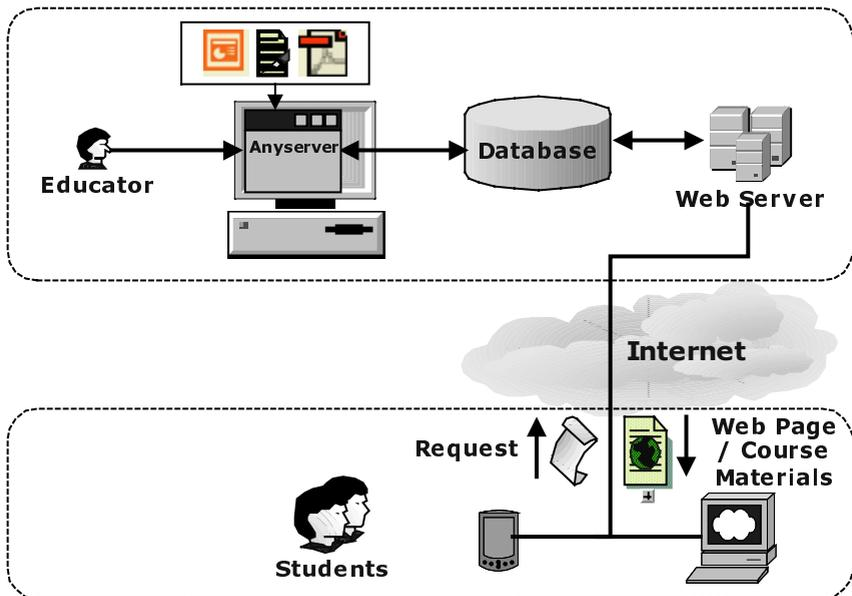 Anyserver
Educator
Database
Web Server
Internet
Request
Web Page
/ Course
Materials
Students